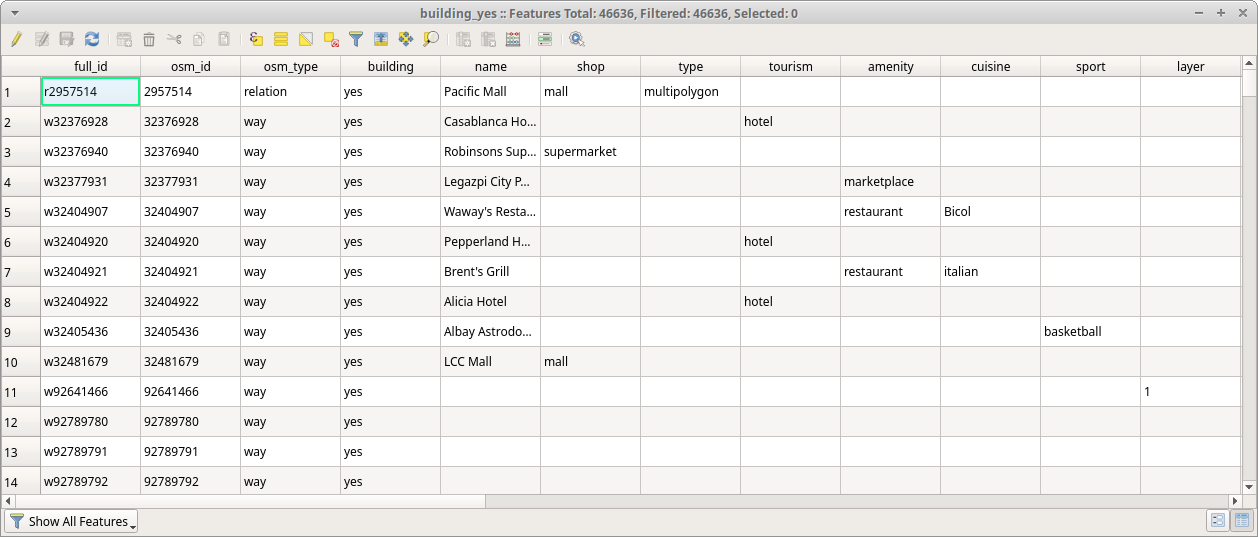 building_yes :: Features Total: 46636, Filtered: 46636, Selected: 0
full_id osm_id osm_type building name shop type tourism amenity cuisine sport layer
1 r2957514 2957514 relation yes Pacific Mall mall multipolygon
2 w32376928 32376928 way yes Casablanca Ho... hotel
3 w32376940 32376940 way yes Robinsons Sup... supermarket
4 w32377931 32377931 way yes Legazpi City P... marketplace
5 w32404907 32404907 way yes Waway's Resta... restaurant Bicol
6 w32404920 32404920 way yes Pepperland H... hotel
7 w32404921 32404921 way yes Brent's Grill restaurant italian
8 w32404922 32404922 way yes Alicia Hotel hotel
9 w32405436 32405436 way yes Albay Astrodo... basketball
10 w32481679 32481679 way yes LCC Mall mall
11 w92641466 92641466 way yes 1
12 w92789780 92789780 way yes
13 w92789791 92789791 way yes
14 w92789792 92789792 way yes
Show All Features